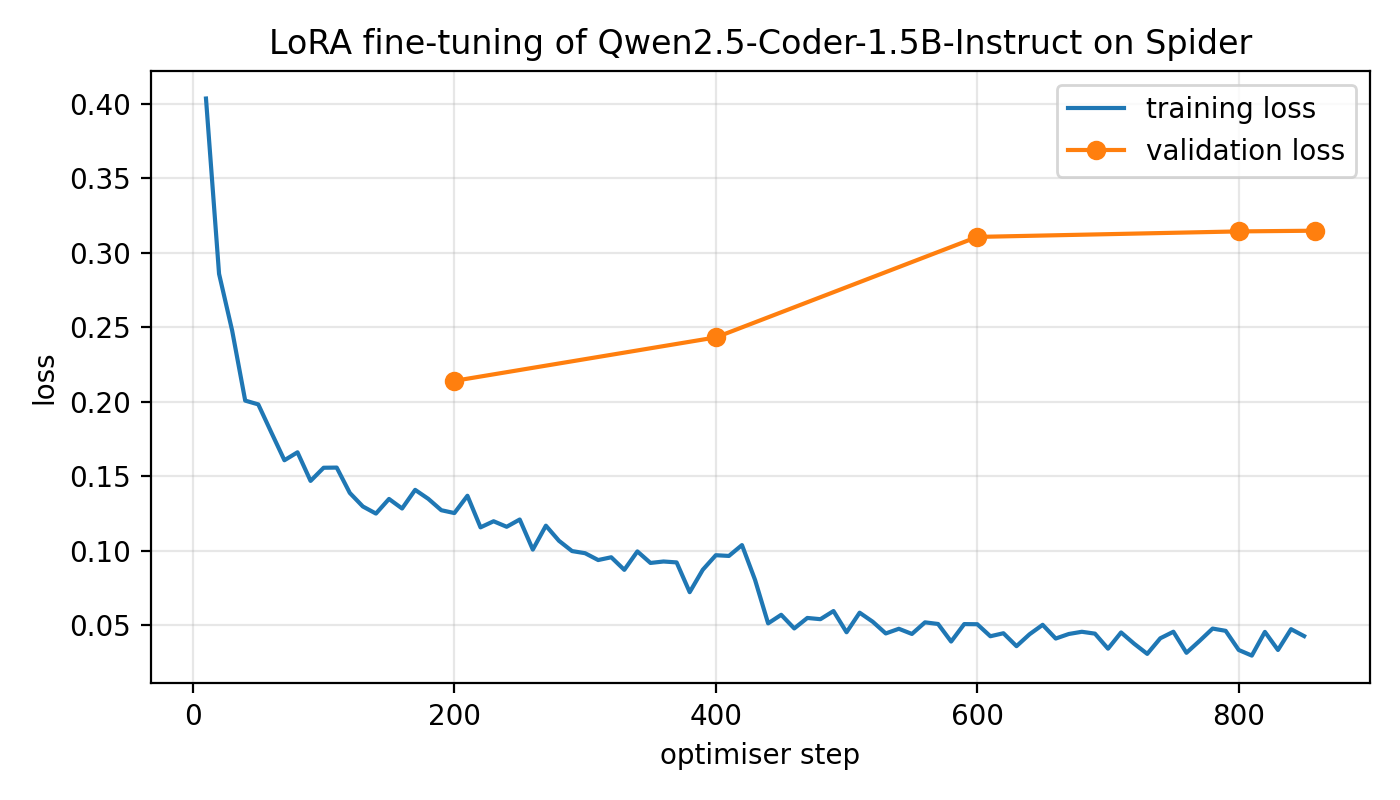 LoRA fine-tuning of Qwen2.5-Coder-1.5B-Instruct on Spider
training loss
validation loss
0.40
0.35
0.30
0.25
0.20
0.15
0.10
0.05
loss
0 200 400 600 800
optimiser step